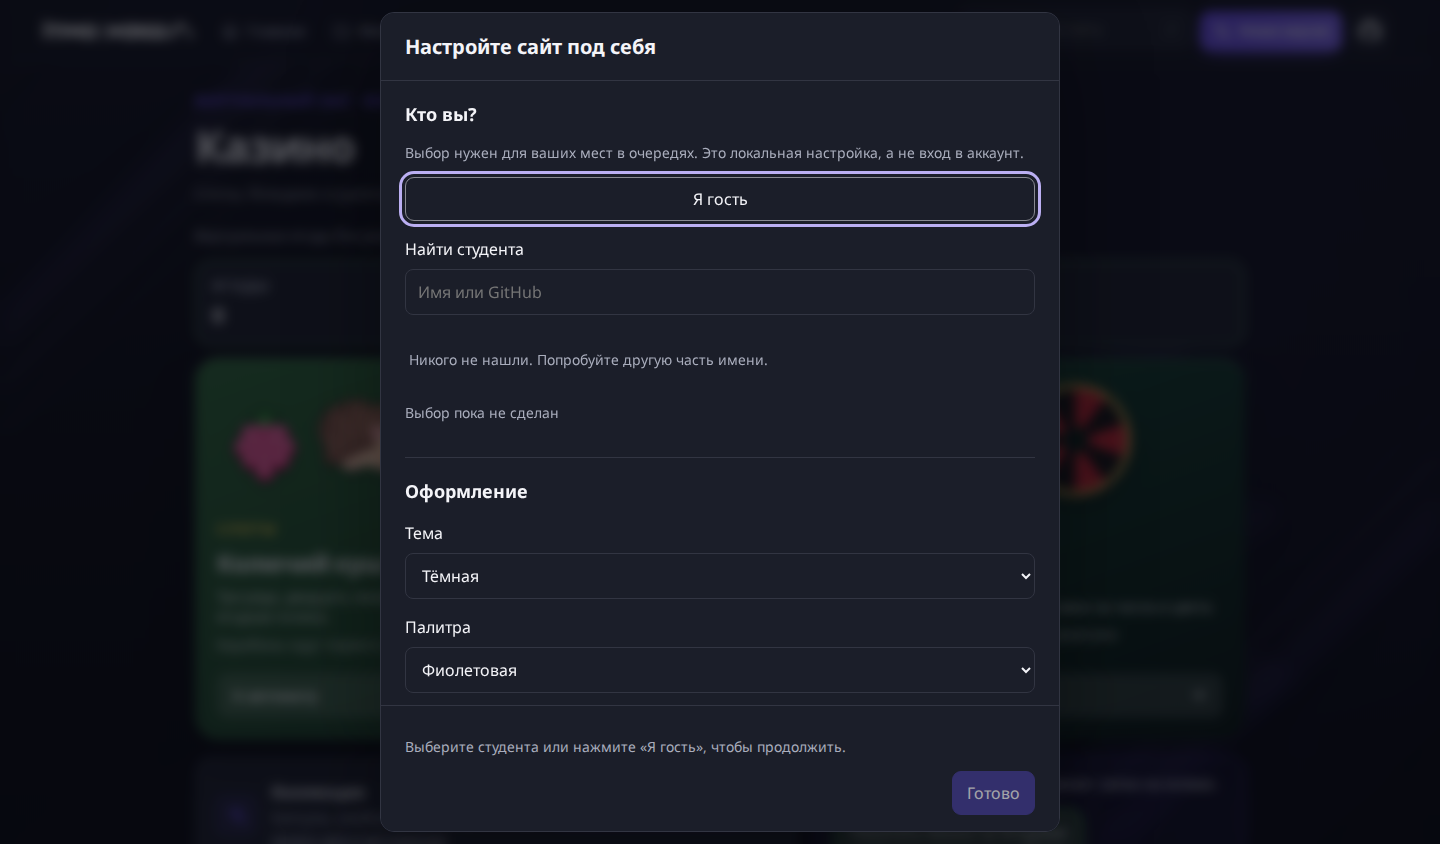 Настройте сайт под себя
Кто вы?
Выбор нужен для ваших мест в очередях. Это локальная настройка, а не вход в аккаунт.
Я гость
Найти студента
Имя или GitHub
Никого не нашли. Попробуйте другую часть имени.
Выбор пока не сделан
Оформление
Тема
Тёмная
Палитра
Фиолетовая
Выберите студента или нажмите «Я гость», чтобы продолжить.
Готово
Казино